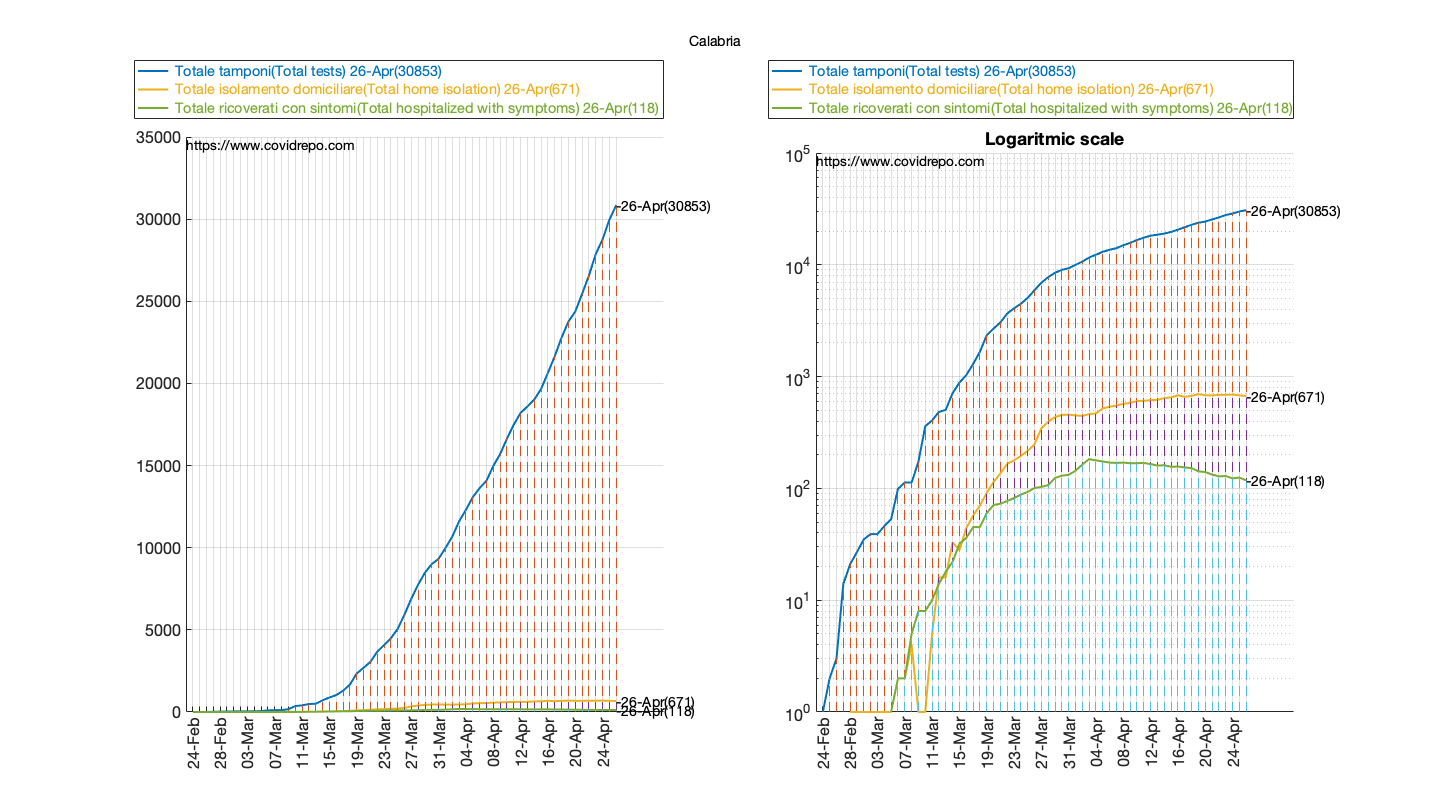 Calabria
Totale tamponi(Total tests) 26-Apr(30853)
Totale isolamento domiciliare(Total home isolation) 26-Apr(671)
Totale ricoverati con sintomi(Total hospitalized with symptoms) 26-Apr(118)
35000
https://www.covidrepo.com
30000
25000
20000
15000
10000
5000
0
-26-Apr(30853)
-26-Apr(671)
-26-Apr(118)
24-Feb
28-Feb
03-Mar
07-Mar
11-Mar
15-Mar
19-Mar
23-Mar
27-Mar
31-Mar
04-Apr
08-Apr
12-Apr
16-Apr
20-Apr
24-Apr
Totale tamponi(Total tests) 26-Apr(30853)
Totale isolamento domiciliare(Total home isolation) 26-Apr(671)
Totale ricoverati con sintomi(Total hospitalized with symptoms) 26-Apr(118)
Logaritmic scale
10^5
https://www.covidrepo.com
10^4
10^3
10^2
10^1
10^0
-26-Apr(30853)
-26-Apr(671)
-26-Apr(118)
24-Feb
28-Feb
03-Mar
07-Mar
11-Mar
15-Mar
19-Mar
23-Mar
27-Mar
31-Mar
04-Apr
08-Apr
12-Apr
16-Apr
20-Apr
24-Apr